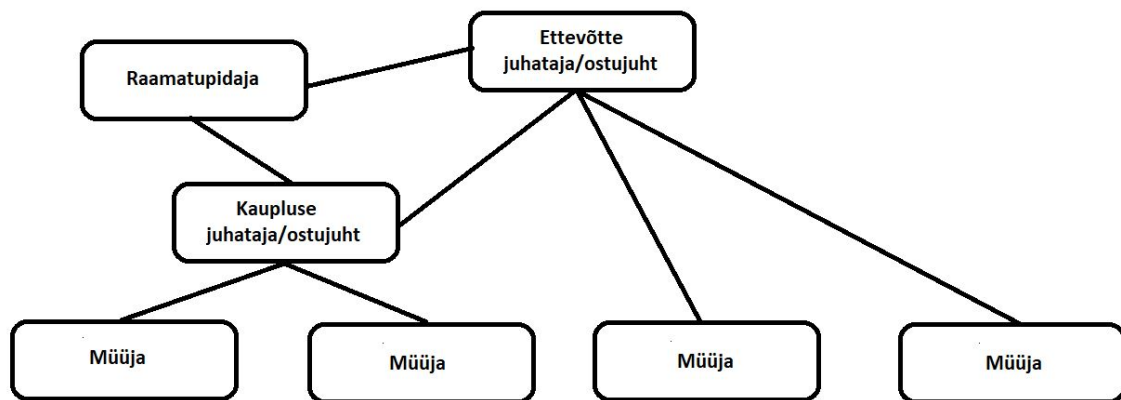 Ettevõtte
juhataja/ostujuht
Raamatupidaja
Kaupluse
juhataja/ostujuht
Müüja
Müüja
Müüja
Müüja